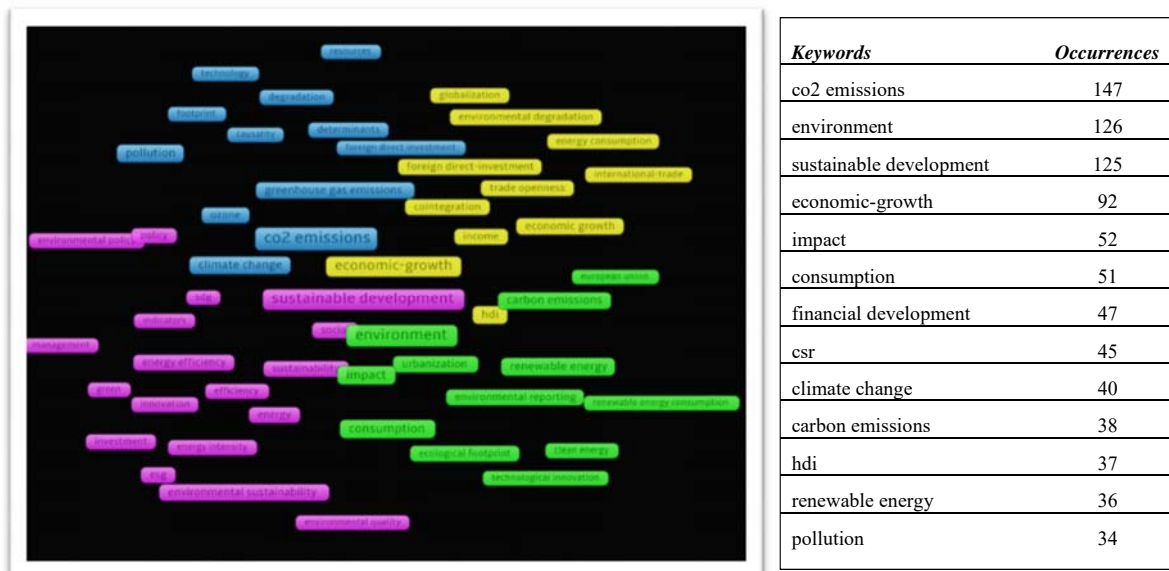 resources
technology
degradation
globalization
footprint
environmental degradation
causality
determinants
energy consumption
foreign direct investment
pollution
foreign direct-investment
international-trade
greenhouse gas emissions
trade openness
cointegration
ozone
economic growth
environmental policy
policy
co2 emissions
income
climate change
economic-growth
european union
sdg
sustainable development
carbon emissions
indicators
hdi
social
environment
management
energy efficiency
sustainability
urbanization
renewable energy
impact
green
efficiency
environmental reporting
innovation
renewable energy consumption
energy
consumption
investment
energy intensity
ecological footprint
clean energy
esg
technological innovation
environmental sustainability
environmental quality
Keywords Occurrences
co2 emissions 147
environment 126
sustainable development 125
economic-growth 92
impact 52
consumption 51
financial development 47
csr 45
climate change 40
carbon emissions 38
hdi 37
renewable energy 36
pollution 34